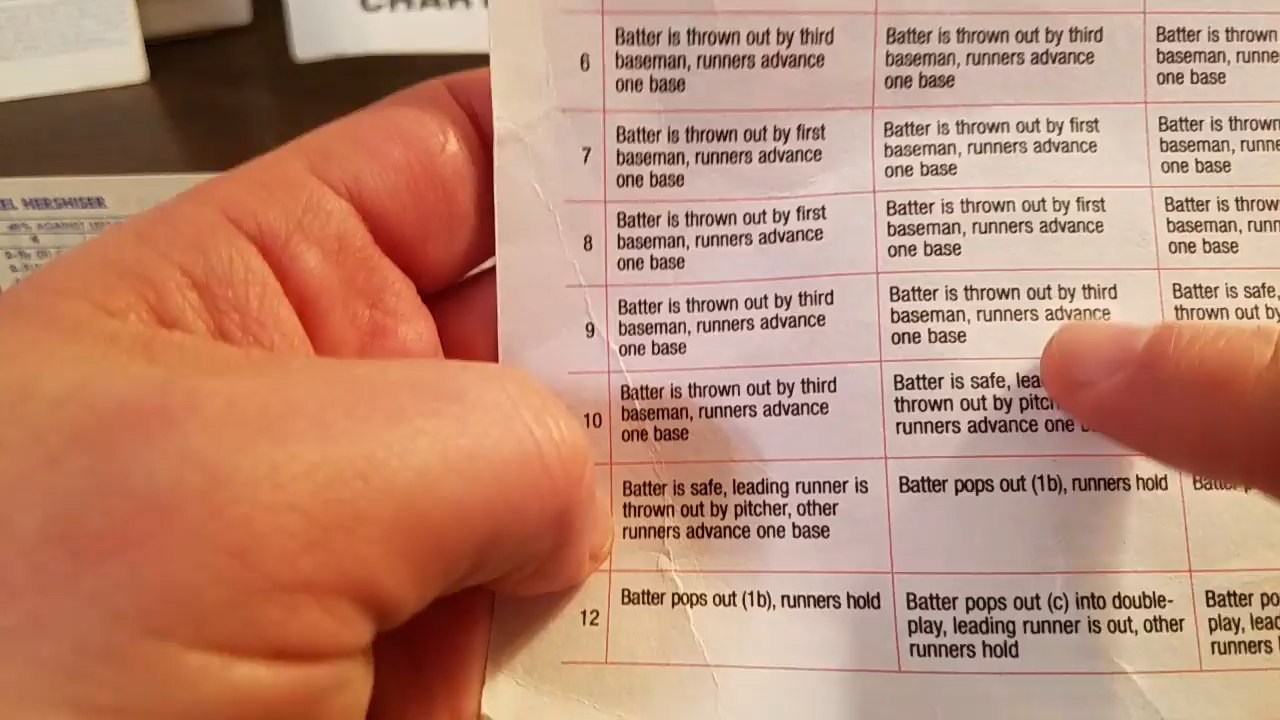 CHART
6
Batter is thrown out by third
baseman, runners advance
one base
Batter is thrown out by third
baseman, runners advance
one base
Batter is thrown
baseman, runne
one base
7
Batter is thrown out by first
baseman, runners advance
one base
Batter is thrown out by first
baseman, runners advance
one base
Batter is thrown
baseman, runne
one base
8
Batter is thrown out by first
baseman, runners advance
one base
Batter is thrown out by first
baseman, runners advance
one base
Batter is throw
baseman, runn
one base
9
Batter is thrown out by third
baseman, runners advance
one base
Batter is thrown out by third
baseman, runners advance
one base
Batter is safe,
thrown out by
10
Batter is thrown out by third
baseman, runners advance
one base
Batter is safe, lea
thrown out by pitch
runners advance one
Batter is safe, leading runner is
thrown out by pitcher, other
runners advance one base
Batter pops out (1b), runners hold
12
Batter pops out (1b), runners hold
Batter pops out (c) into double-
play, leading runner is out, other
runners hold
Batter po
play, lead
runners
EL HERSHISER